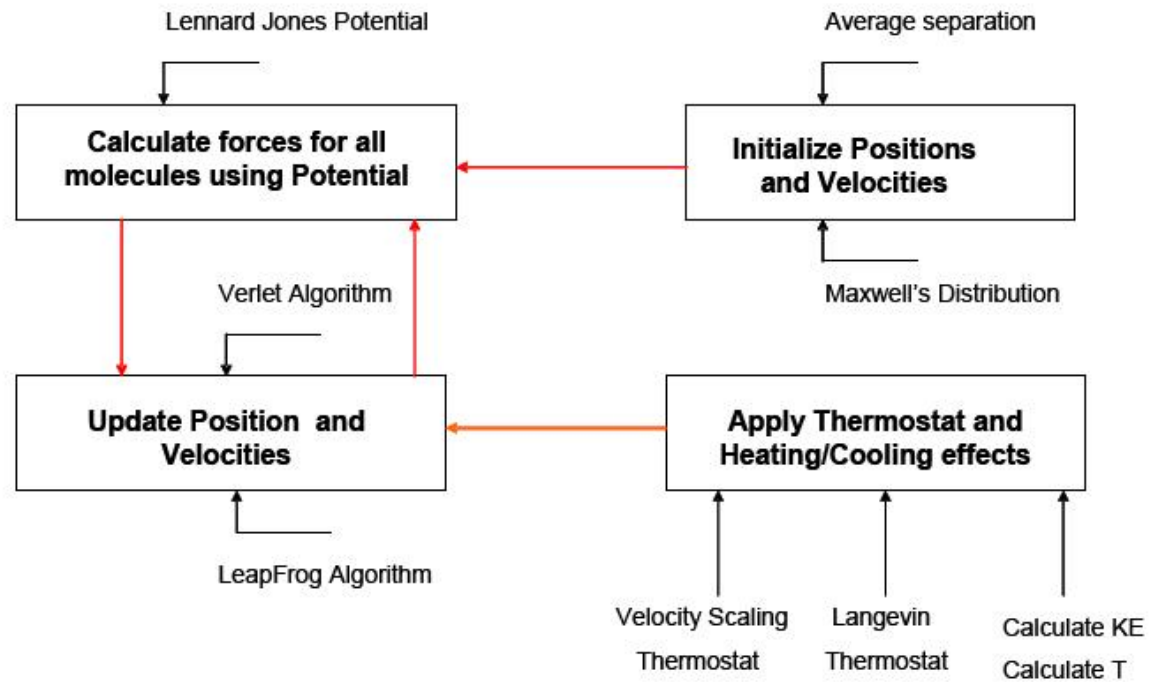 Lennard Jones Potential
Average separation
Calculate forces for all
molecules using Potential
Initialize Positions
and Velocities
Verlet Algorithm
Maxwell's Distribution
Update Position and
Velocities
Apply Thermostat and
Heating/Cooling effects
LeapFrog Algorithm
Velocity Scaling
Thermostat
Langevin
Thermostat
Calculate KE
Calculate T